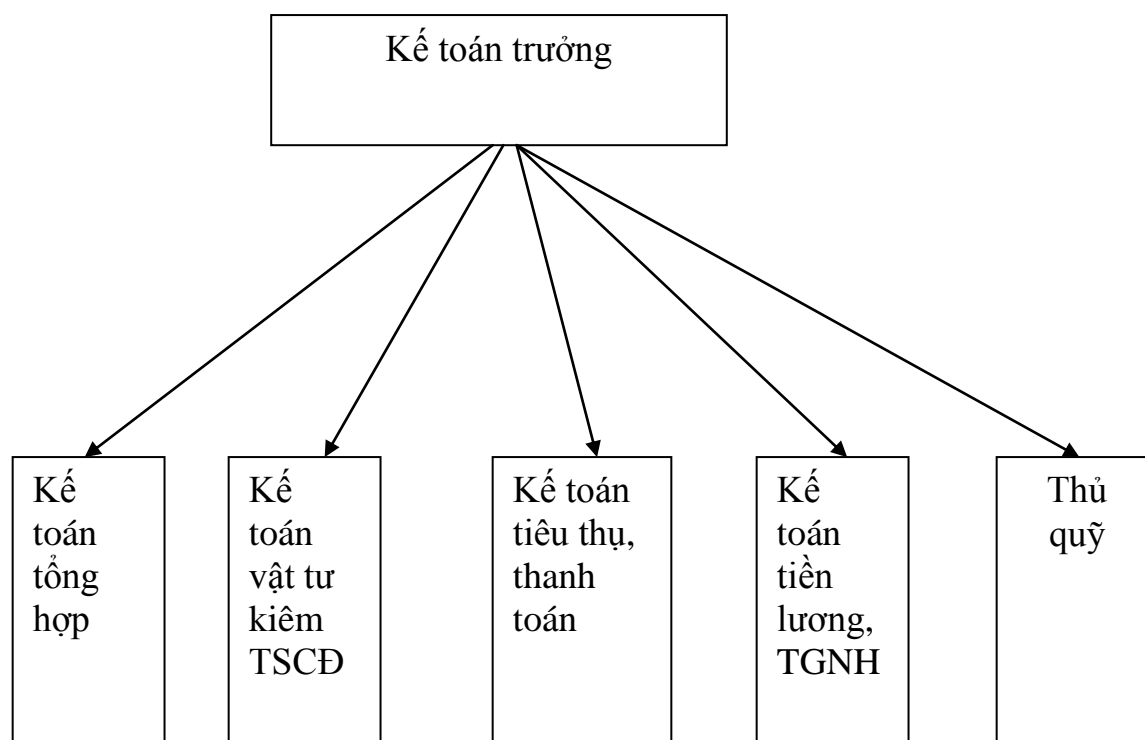 Kế toán trưởng
Kế
toán
tổng
hợp
Kế
toán
vật tư
kiêm
TSCĐ
Kế toán
tiêu thụ,
thanh
toán
Kế
toán
tiền
lương,
TGNH
Thủ
quỹ